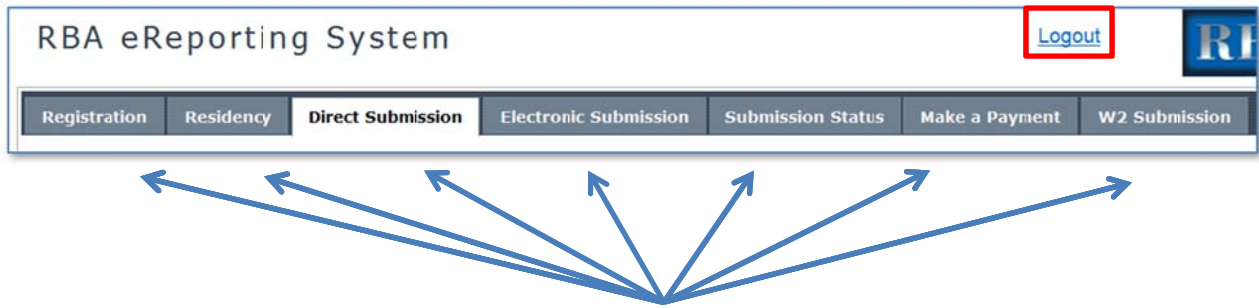 RBA eReporting System
Logout
Registration Residency Direct Submission Electronic Submission Submission Status Make a Payment W2 Submission